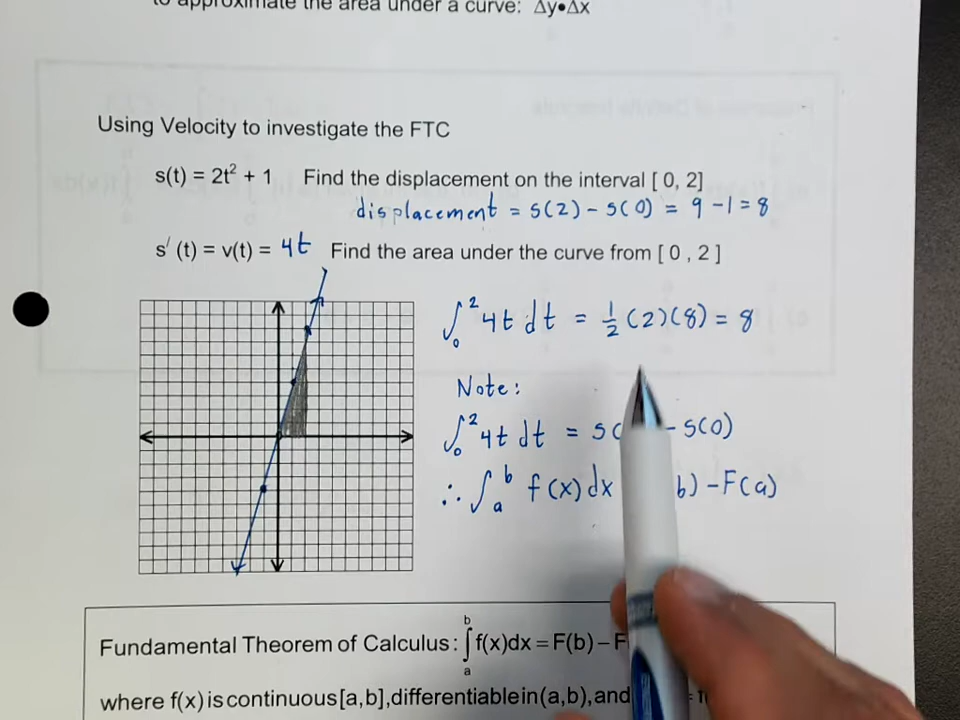 to approximate the area under a curve: Δy•Δx
Using Velocity to investigate the FTC
s(t) = 2t² + 1 Find the displacement on the interval [ 0, 2]
displacement = s(2) - s(0) = 9 - 1 = 8
s′ (t) = v(t) = 4t Find the area under the curve from [ 0 , 2 ]
∫₀² 4t dt = ½ (2)(8) = 8
Note:
∫₀² 4t dt = s( - s(0)
∴ ∫ₐᵇ f(x) dx b) - F(a)
Fundamental Theorem of Calculus : ∫ₐᵇ f(x)dx = F(b) – F
where f(x) is continuous [a,b], differentiable in (a,b), and